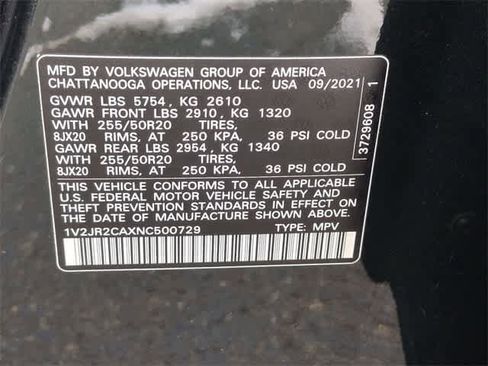 MFD BY VOLKSWAGEN GROUP OF AMERICA
CHATTANOOGA OPERATIONS, LLC. USA 09/2021
GVWR LBS 5754, KG 2610
GAWR FRONT LBS 2910, KG 1320
WITH 255/50R20 TIRES,
8JX20 RIMS, AT 250 KPA, 36 PSI COLD
GAWR REAR LBS 2954, KG 1340
WITH 255/50R20 TIRES,
8JX20 RIMS, AT 250 KPA, 36 PSI COLD
THIS VEHICLE CONFORMS TO ALL APPLICABLE
U.S. FEDERAL MOTOR VEHICLE SAFETY
AND THEFT PREVENTION STANDARDS IN EFFECT ON THE
DATE OF MANUFACTURE SHOWN ABOVE.
1V2JR2CAXNC500729 TYPE: MPV
3729608 1